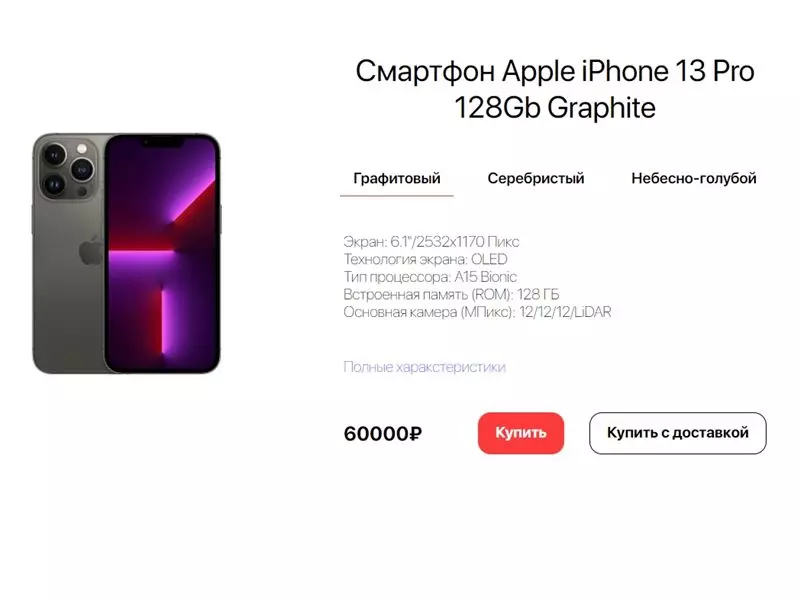 Смартфон Apple iPhone 13 Pro
128Gb Graphite
Графитовый Серебристый Небесно-голубой
Экран: 6.1"/2532x1170 Пикс
Технология экрана: OLED
Тип процессора: A15 Bionic
Встроенная память (ROM): 128 ГБ
Основная камера (МПикс): 12/12/12/LiDAR
Полные харакстеристики
60000₽ Купить Купить с доставкой